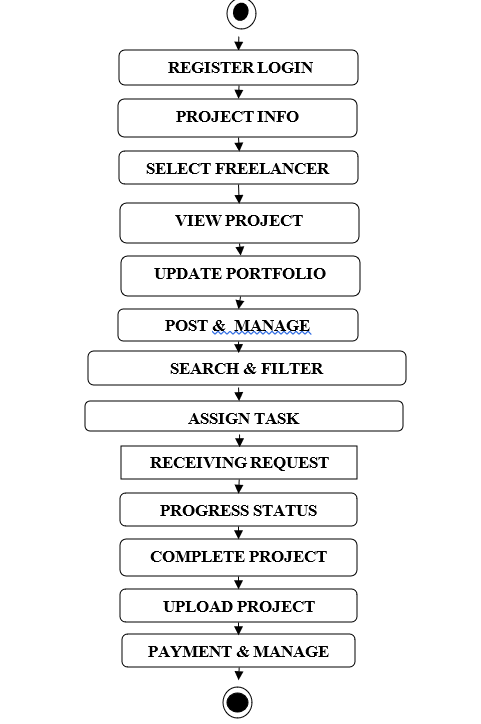 REGISTER LOGIN
PROJECT INFO
SELECT FREELANCER
VIEW PROJECT
UPDATE PORTFOLIO
POST & MANAGE
SEARCH & FILTER
ASSIGN TASK
RECEIVING REQUEST
PROGRESS STATUS
COMPLETE PROJECT
UPLOAD PROJECT
PAYMENT & MANAGE